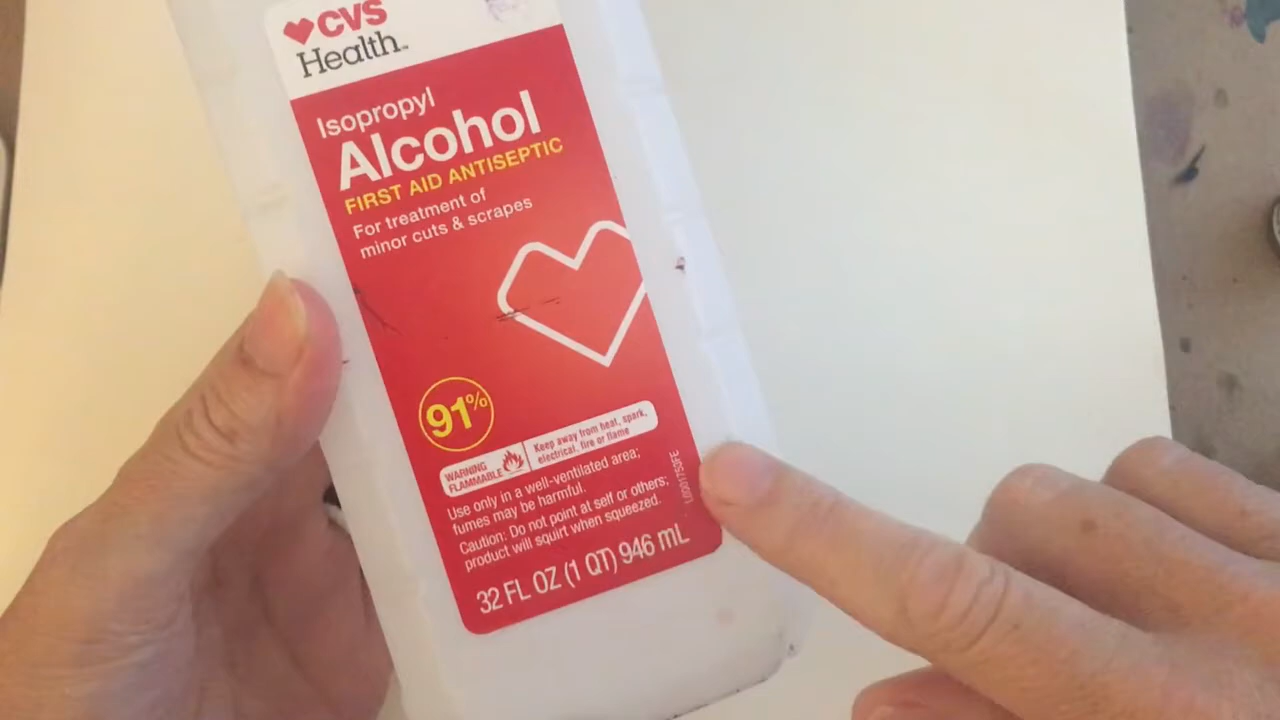 CVS
Health™
Isopropyl
Alcohol
FIRST AID ANTISEPTIC
For treatment of
minor cuts & scrapes
91%
WARNING
FLAMMABLE
Keep away from heat, spark,
electrical, fire or flame
Use only in a well-ventilated area;
fumes may be harmful.
Caution: Do not point at self or others;
product will squirt when squeezed.
32 FL OZ (1 QT) 946 mL